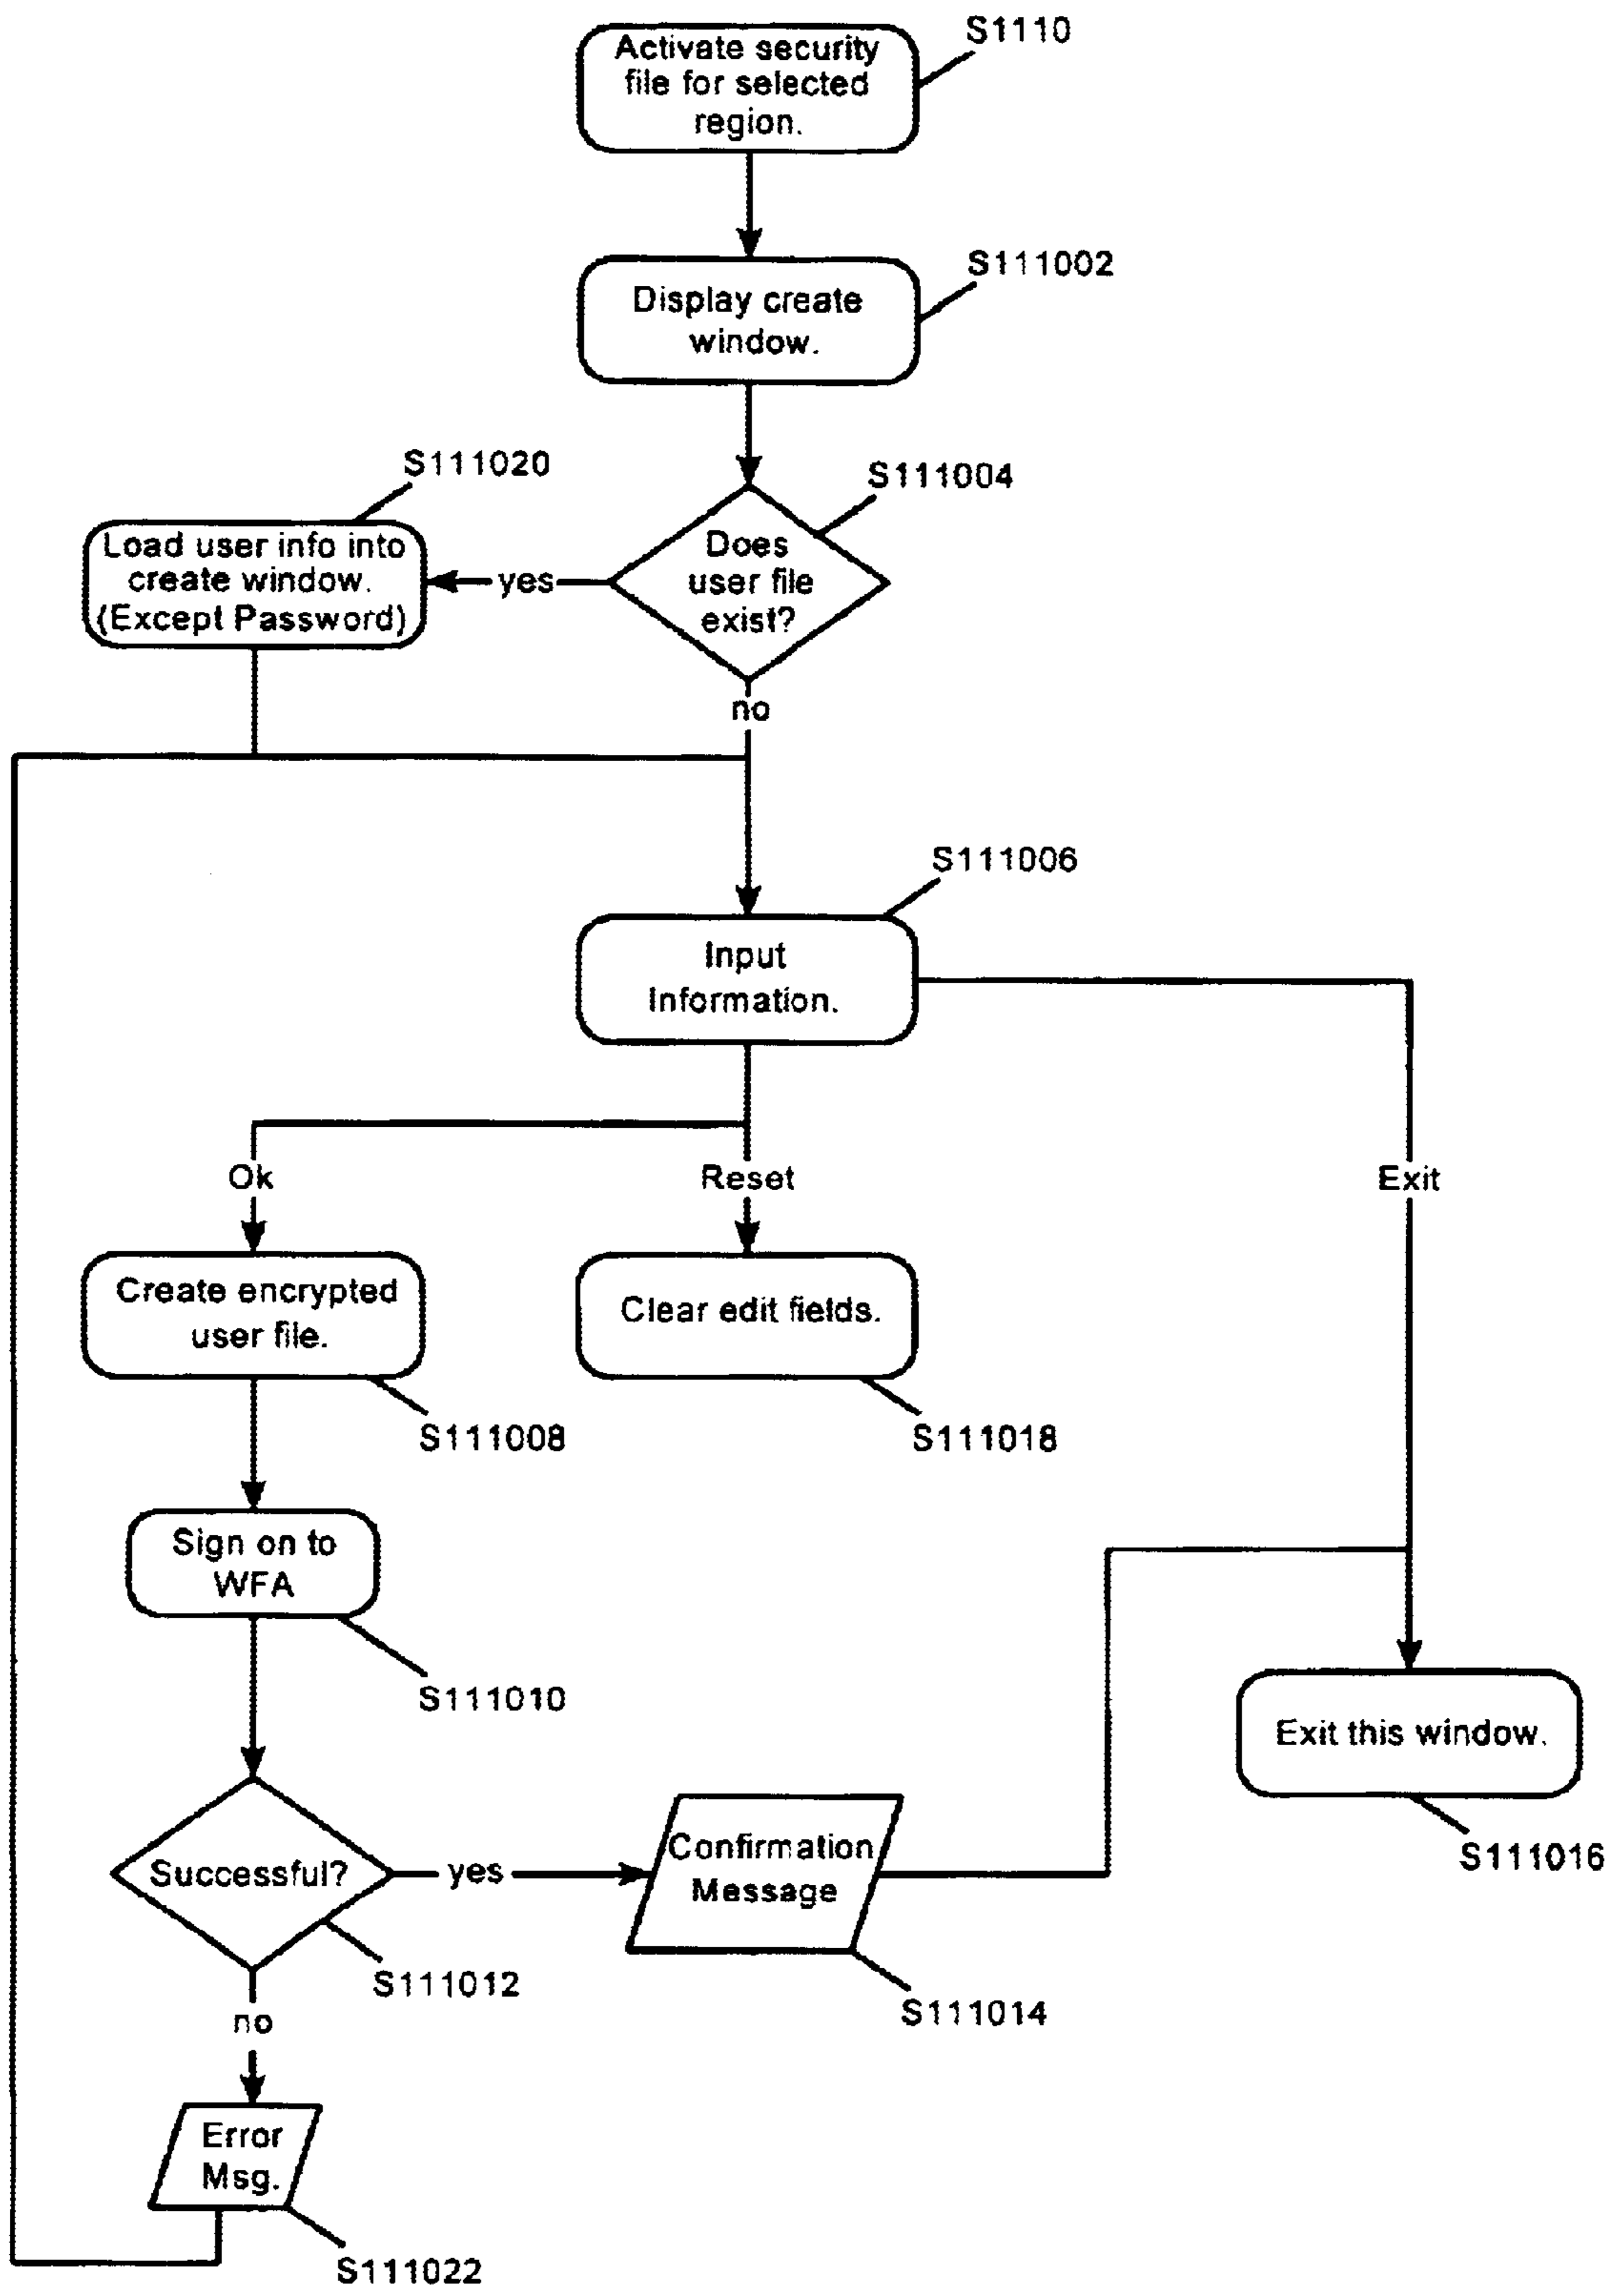 S1110
Activate security
file for selected
region.
S111002
Display create
window.
S111020
S111004
Load user info into
create window.
(Except Password)
yes
Does
user file
exist?
no
S111006
Input
Information.
Ok
Reset
Exit
Create encrypted
user file.
Clear edit fields.
S111008
S111018
Sign on to
WFA
S111010
Exit this window.
S111016
Successful?
yes
Confirmation
Message
S111012
S111014
no
Error
Msg.
S111022